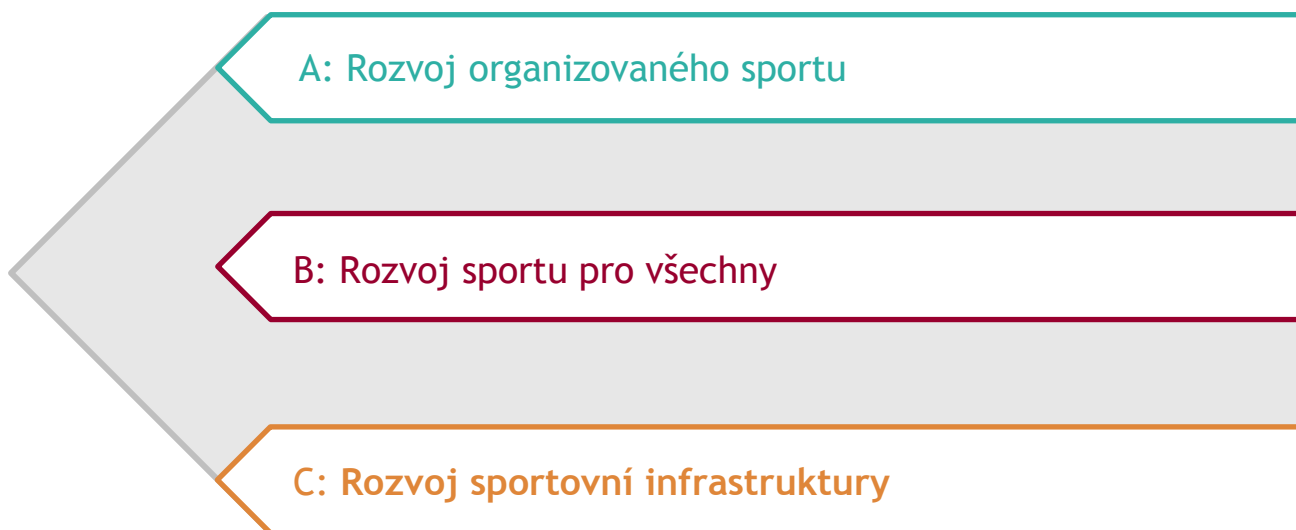 A: Rozvoj organizovaného sportu
B: Rozvoj sportu pro všechny
C: Rozvoj sportovní infrastruktury